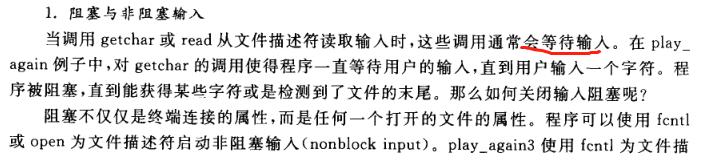 1. 阻塞与非阻塞输入
当调用 getchar 或 read 从文件描述符读取输入时,这些调用通常会等待输入。在 play_
again 例子中,对 getchar 的调用使得程序一直等待用户的输入,直到用户输入一个字符。程
序被阻塞,直到能获得某些字符或是检测到了文件的末尾。那么如何关闭输入阻塞呢?
阻塞不仅仅是终端连接的属性,而是任何一个打开的文件的属性。程序可以使用 fcntl
或 open 为文件描述符启动非阻塞输入(nonblock input)。play_again3 使用 fcntl 为文件描